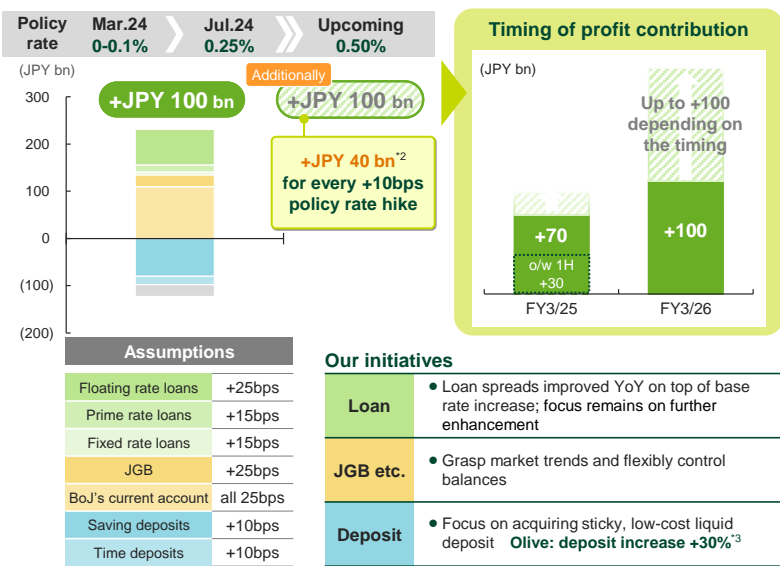 Policy rate
Mar.24
0-0.1%
Jul.24
0.25%
Upcoming
0.50%
(JPY bn)
Additionally
+JPY 100 bn
+JPY 100 bn
+JPY 40 bn*2
for every +10bps
policy rate hike
300
200
100
0
(100)
(200)
Timing of profit contribution
(JPY bn)
Up to +100
depending on
the timing
+70
o/w 1H
+30
+100
FY3/25
FY3/26
Assumptions
Floating rate loans +25bps
Prime rate loans +15bps
Fixed rate loans +15bps
JGB +25bps
BoJ's current account all 25bps
Saving deposits +10bps
Time deposits +10bps
Our initiatives
Loan
● Loan spreads improved YoY on top of base
rate increase; focus remains on further
enhancement
JGB etc.
● Grasp market trends and flexibly control
balances
Deposit
● Focus on acquiring sticky, low-cost liquid
deposit Olive: deposit increase +30%*3